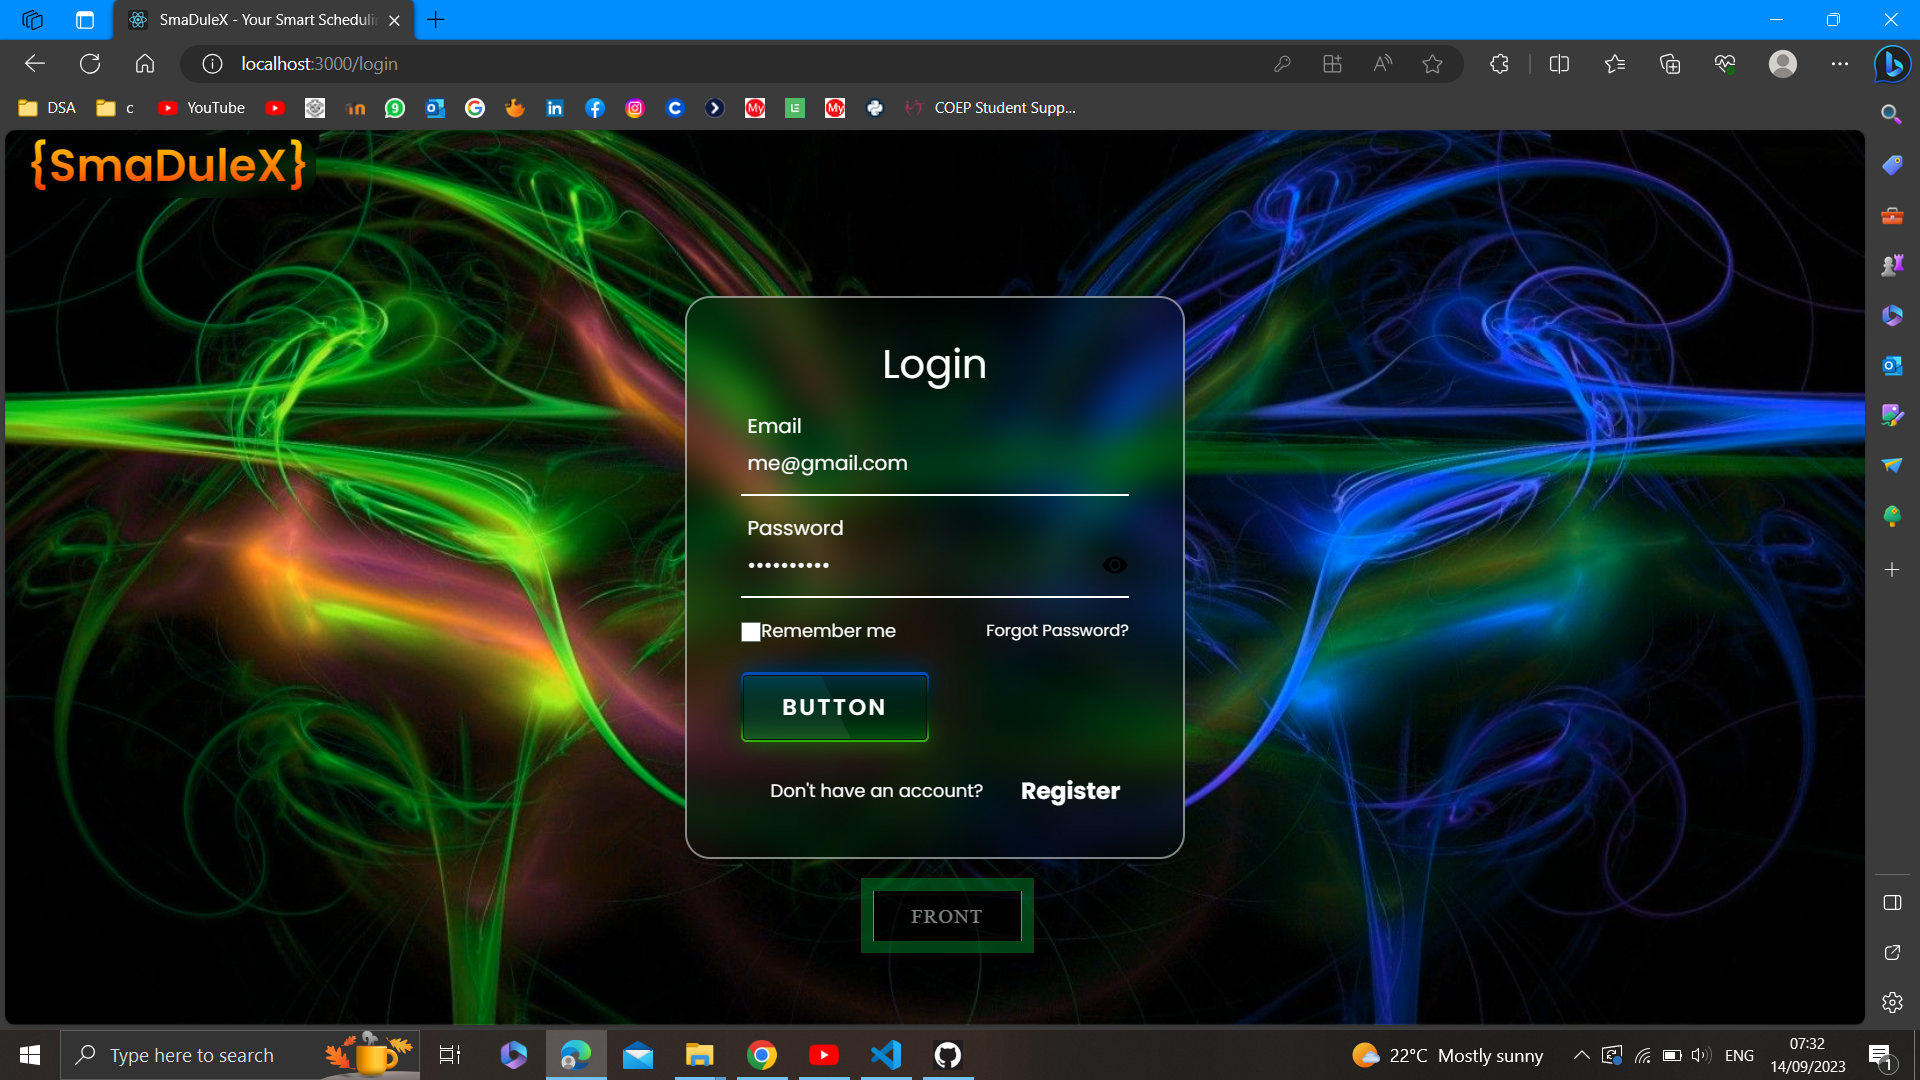 SmaDuleX - Your Smart Scheduli
localhost:3000/login
DSA
c
YouTube
COEP Student Supp...
{SmaDuleX}
Login
Email
me@gmail.com
Password
••••••••••
Remember me
Forgot Password?
BUTTON
Don't have an account?
Register
FRONT
Type here to search
22°C Mostly sunny
ENG
07:32
14/09/2023
1